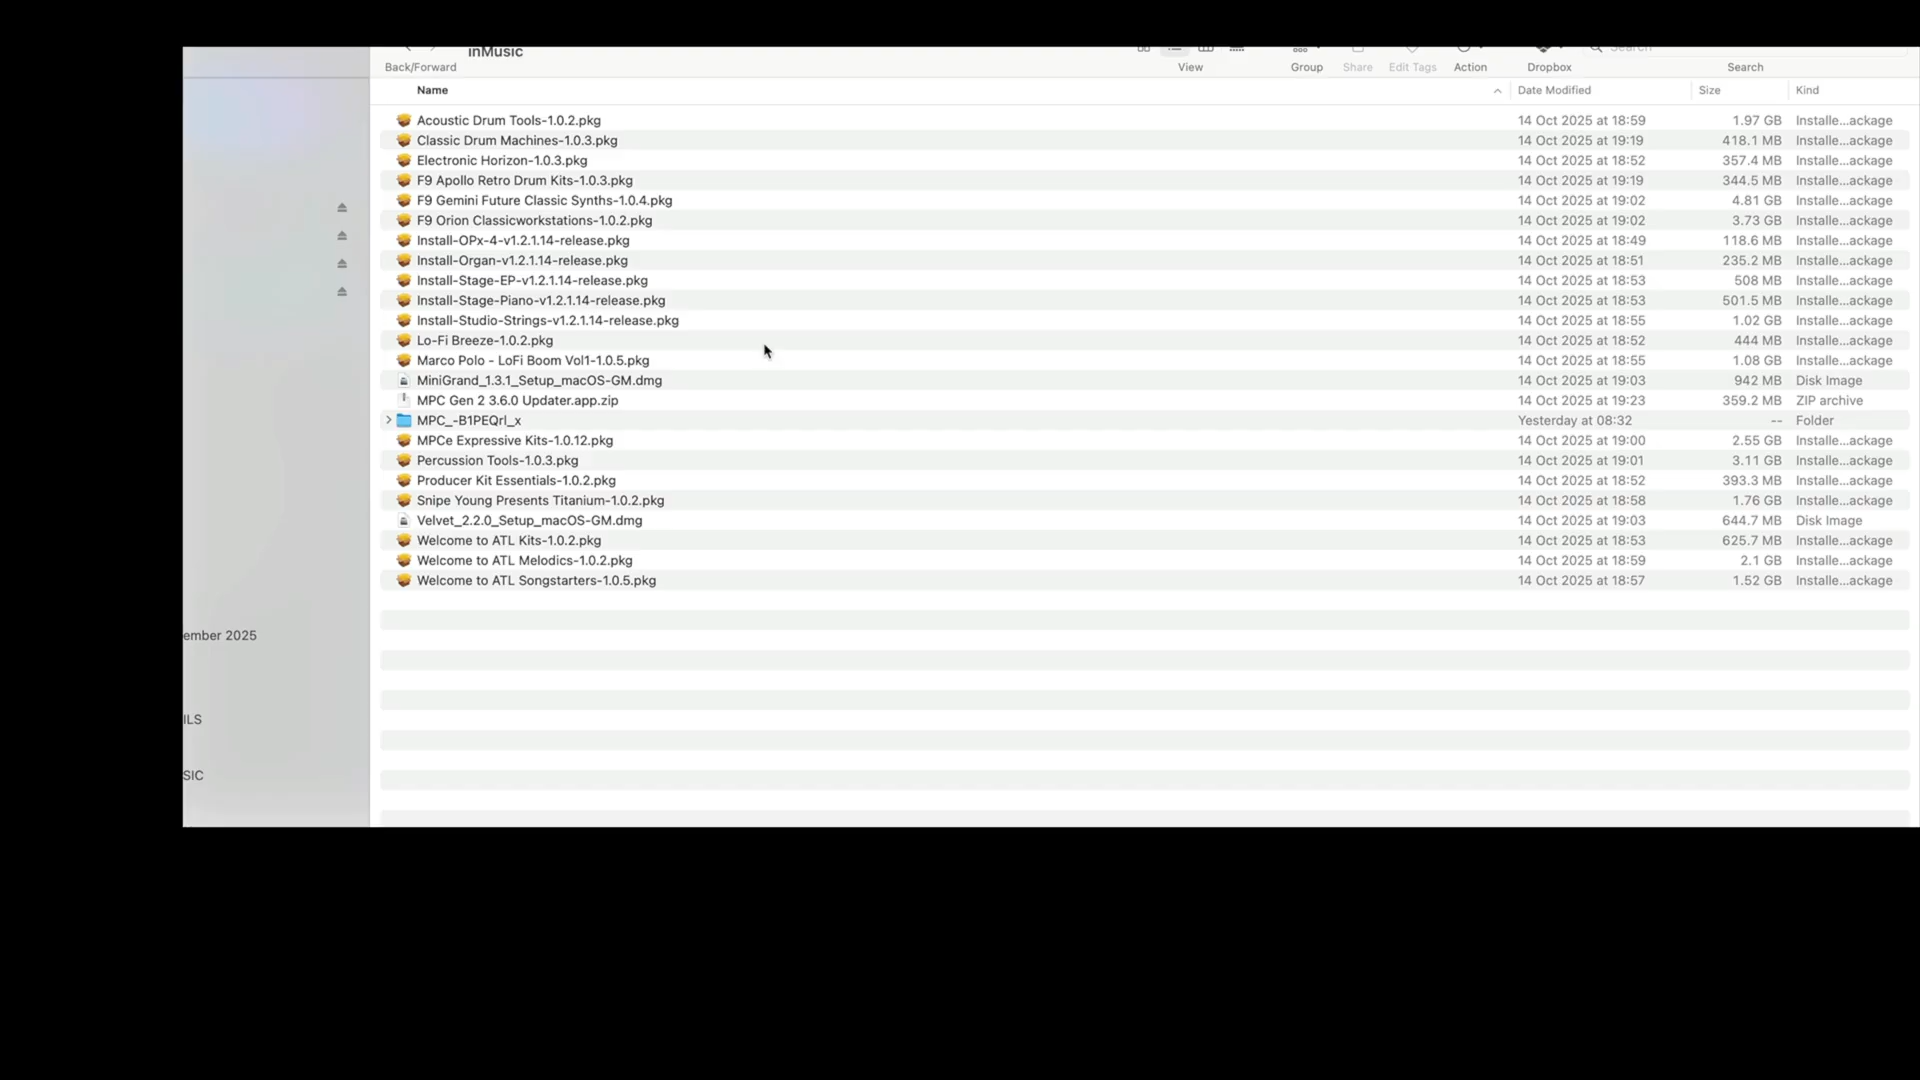 inMusic
Search
Back/Forward View Group Share Edit Tags Action Dropbox Search
Name Date Modified Size Kind
Acoustic Drum Tools-1.0.2.pkg 14 Oct 2025 at 18:59 1.97 GB Installe...ackage
Classic Drum Machines-1.0.3.pkg 14 Oct 2025 at 19:19 418.1 MB Installe...ackage
Electronic Horizon-1.0.3.pkg 14 Oct 2025 at 18:52 357.4 MB Installe...ackage
F9 Apollo Retro Drum Kits-1.0.3.pkg 14 Oct 2025 at 19:19 344.5 MB Installe...ackage
F9 Gemini Future Classic Synths-1.0.4.pkg 14 Oct 2025 at 19:02 4.81 GB Installe...ackage
F9 Orion Classicworkstations-1.0.2.pkg 14 Oct 2025 at 19:02 3.73 GB Installe...ackage
Install-OPx-4-v1.2.1.14-release.pkg 14 Oct 2025 at 18:49 118.6 MB Installe...ackage
Install-Organ-v1.2.1.14-release.pkg 14 Oct 2025 at 18:51 235.2 MB Installe...ackage
Install-Stage-EP-v1.2.1.14-release.pkg 14 Oct 2025 at 18:53 508 MB Installe...ackage
Install-Stage-Piano-v1.2.1.14-release.pkg 14 Oct 2025 at 18:53 501.5 MB Installe...ackage
Install-Studio-Strings-v1.2.1.14-release.pkg 14 Oct 2025 at 18:55 1.02 GB Installe...ackage
Lo-Fi Breeze-1.0.2.pkg 14 Oct 2025 at 18:52 444 MB Installe...ackage
Marco Polo - LoFi Boom Vol1-1.0.5.pkg 14 Oct 2025 at 18:55 1.08 GB Installe...ackage
MiniGrand_1.3.1_Setup_macOS-GM.dmg 14 Oct 2025 at 19:03 942 MB Disk Image
MPC Gen 2 3.6.0 Updater.app.zip 14 Oct 2025 at 19:23 359.2 MB ZIP archive
MPC_-B1PEQrl_x Yesterday at 08:32 -- Folder
MPCe Expressive Kits-1.0.12.pkg 14 Oct 2025 at 19:00 2.55 GB Installe...ackage
Percussion Tools-1.0.3.pkg 14 Oct 2025 at 19:01 3.11 GB Installe...ackage
Producer Kit Essentials-1.0.2.pkg 14 Oct 2025 at 18:52 393.3 MB Installe...ackage
Snipe Young Presents Titanium-1.0.2.pkg 14 Oct 2025 at 18:58 1.76 GB Installe...ackage
Velvet_2.2.0_Setup_macOS-GM.dmg 14 Oct 2025 at 19:03 644.7 MB Disk Image
Welcome to ATL Kits-1.0.2.pkg 14 Oct 2025 at 18:53 625.7 MB Installe...ackage
Welcome to ATL Melodics-1.0.2.pkg 14 Oct 2025 at 18:59 2.1 GB Installe...ackage
Welcome to ATL Songstarters-1.0.5.pkg 14 Oct 2025 at 18:57 1.52 GB Installe...ackage
ember 2025
ILS
SIC